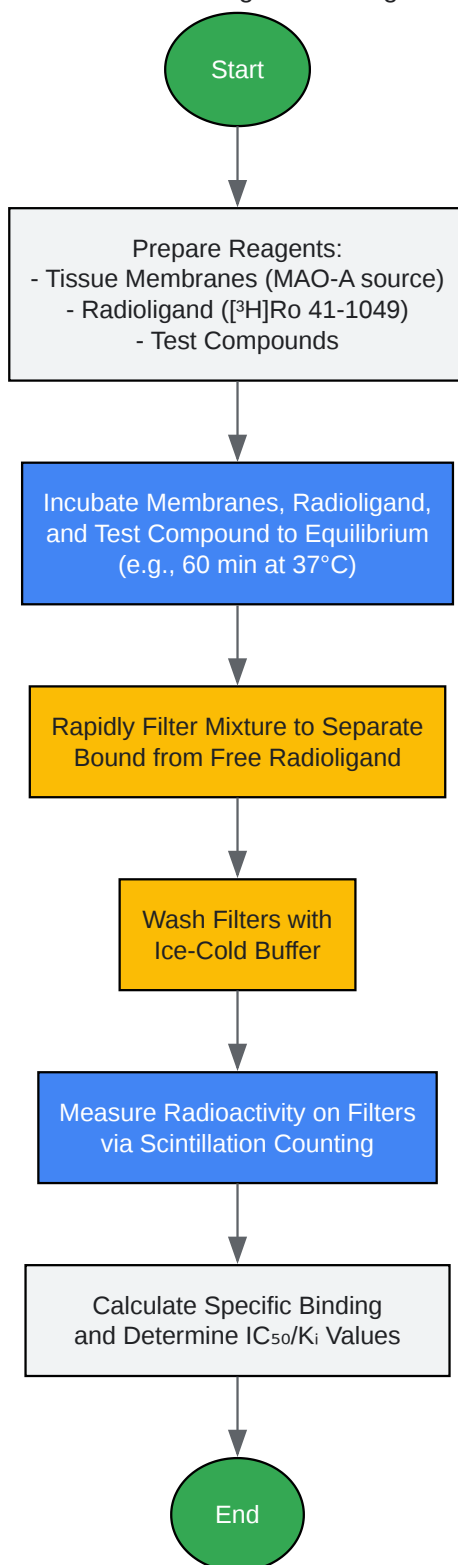 Start
Prepare Reagents:
- Tissue Membranes (MAO-A source)
- Radioligand ([³H]Ro 41-1049)
- Test Compounds
Incubate Membranes, Radioligand,
and Test Compound to Equilibrium
(e.g., 60 min at 37°C)
Rapidly Filter Mixture to Separate
Bound from Free Radioligand
Wash Filters with
Ice-Cold Buffer
Measure Radioactivity on Filters
via Scintillation Counting
Calculate Specific Binding
and Determine IC₅₀/Kᵢ Values
End